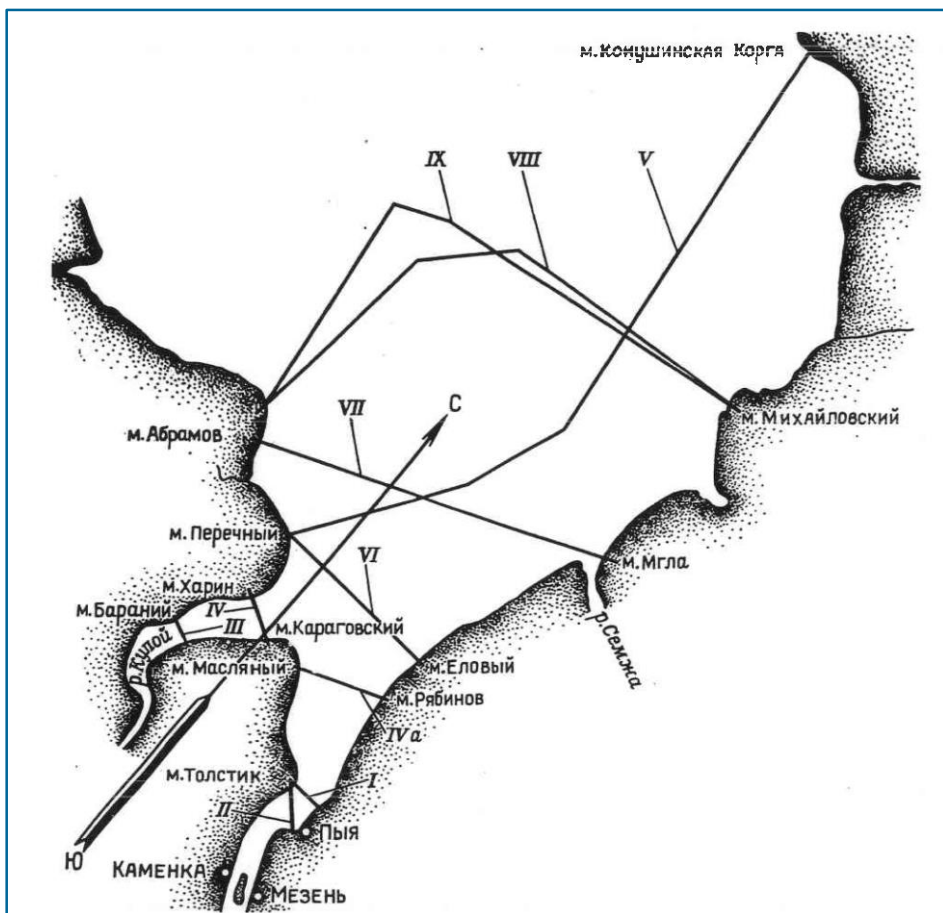 м.Конушинская Корга
IX
VIII
V
С
VII
м.Абрамов
м.Михайловский
м. Перечный
VI
м.Мгла
м.Харин
м.Бараний
IV
III
м.Караговский
р.Кулой
р.Семжа
м. Масляный
м.Еловый
м.Рябинов
IVа
м.Толстик
I
II
Пыя
Ю
Каменка
Мезень